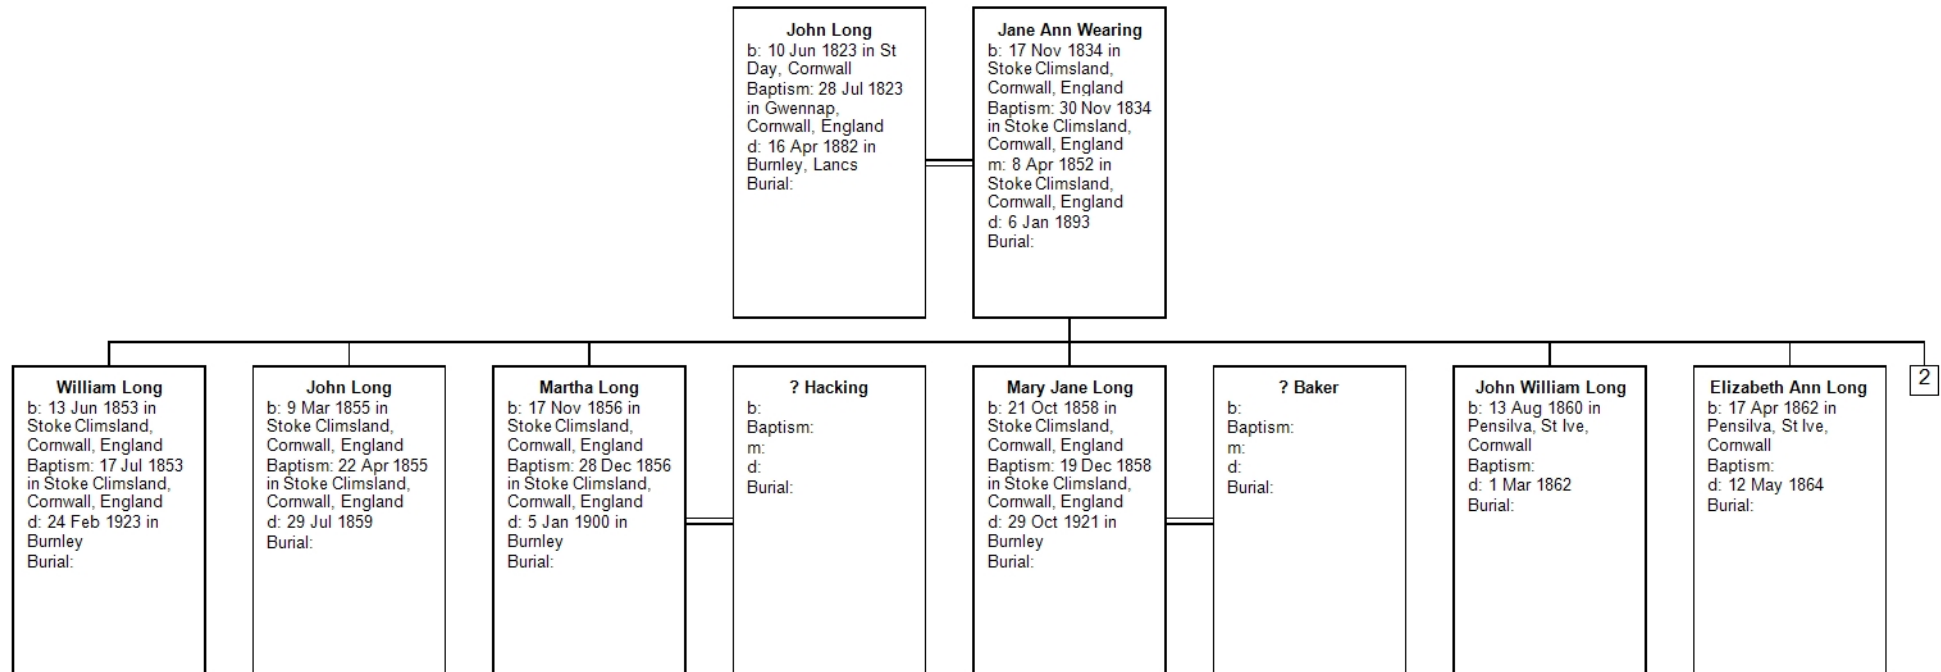 John Long
b: 10 Jun 1823 in St
Day, Cornwall
Baptism: 28 Jul 1823
in Gwennap,
Cornwall, England
d: 16 Apr 1882 in
Burnley, Lancs
Burial:
Jane Ann Wearing
b: 17 Nov 1834 in
Stoke Climsland,
Cornwall, England
Baptism: 30 Nov 1834
in Stoke Climsland,
Cornwall, England
m: 8 Apr 1852 in
Stoke Climsland,
Cornwall, England
d: 6 Jan 1893
Burial:
William Long
b: 13 Jun 1853 in
Stoke Climsland,
Cornwall, England
Baptism: 17 Jul 1853
in Stoke Climsland,
Cornwall, England
d: 24 Feb 1923 in
Burnley
Burial:
John Long
b: 9 Mar 1855 in
Stoke Climsland,
Cornwall, England
Baptism: 22 Apr 1855
in Stoke Climsland,
Cornwall, England
d: 29 Jul 1859
Burial:
Martha Long
b: 17 Nov 1856 in
Stoke Climsland,
Cornwall, England
Baptism: 28 Dec 1856
in Stoke Climsland,
Cornwall, England
d: 5 Jan 1900 in
Burnley
Burial:
? Hacking
b:
Baptism:
m:
d:
Burial:
Mary Jane Long
b: 21 Oct 1858 in
Stoke Climsland,
Cornwall, England
Baptism: 19 Dec 1858
in Stoke Climsland,
Cornwall, England
d: 29 Oct 1921 in
Burnley
Burial:
? Baker
b:
Baptism:
m:
d:
Burial:
John William Long
b: 13 Aug 1860 in
Pensilva, St Ive,
Cornwall
Baptism:
d: 1 Mar 1862
Burial:
Elizabeth Ann Long
b: 17 Apr 1862 in
Pensilva, St Ive,
Cornwall
Baptism:
d: 12 May 1864
Burial:
2